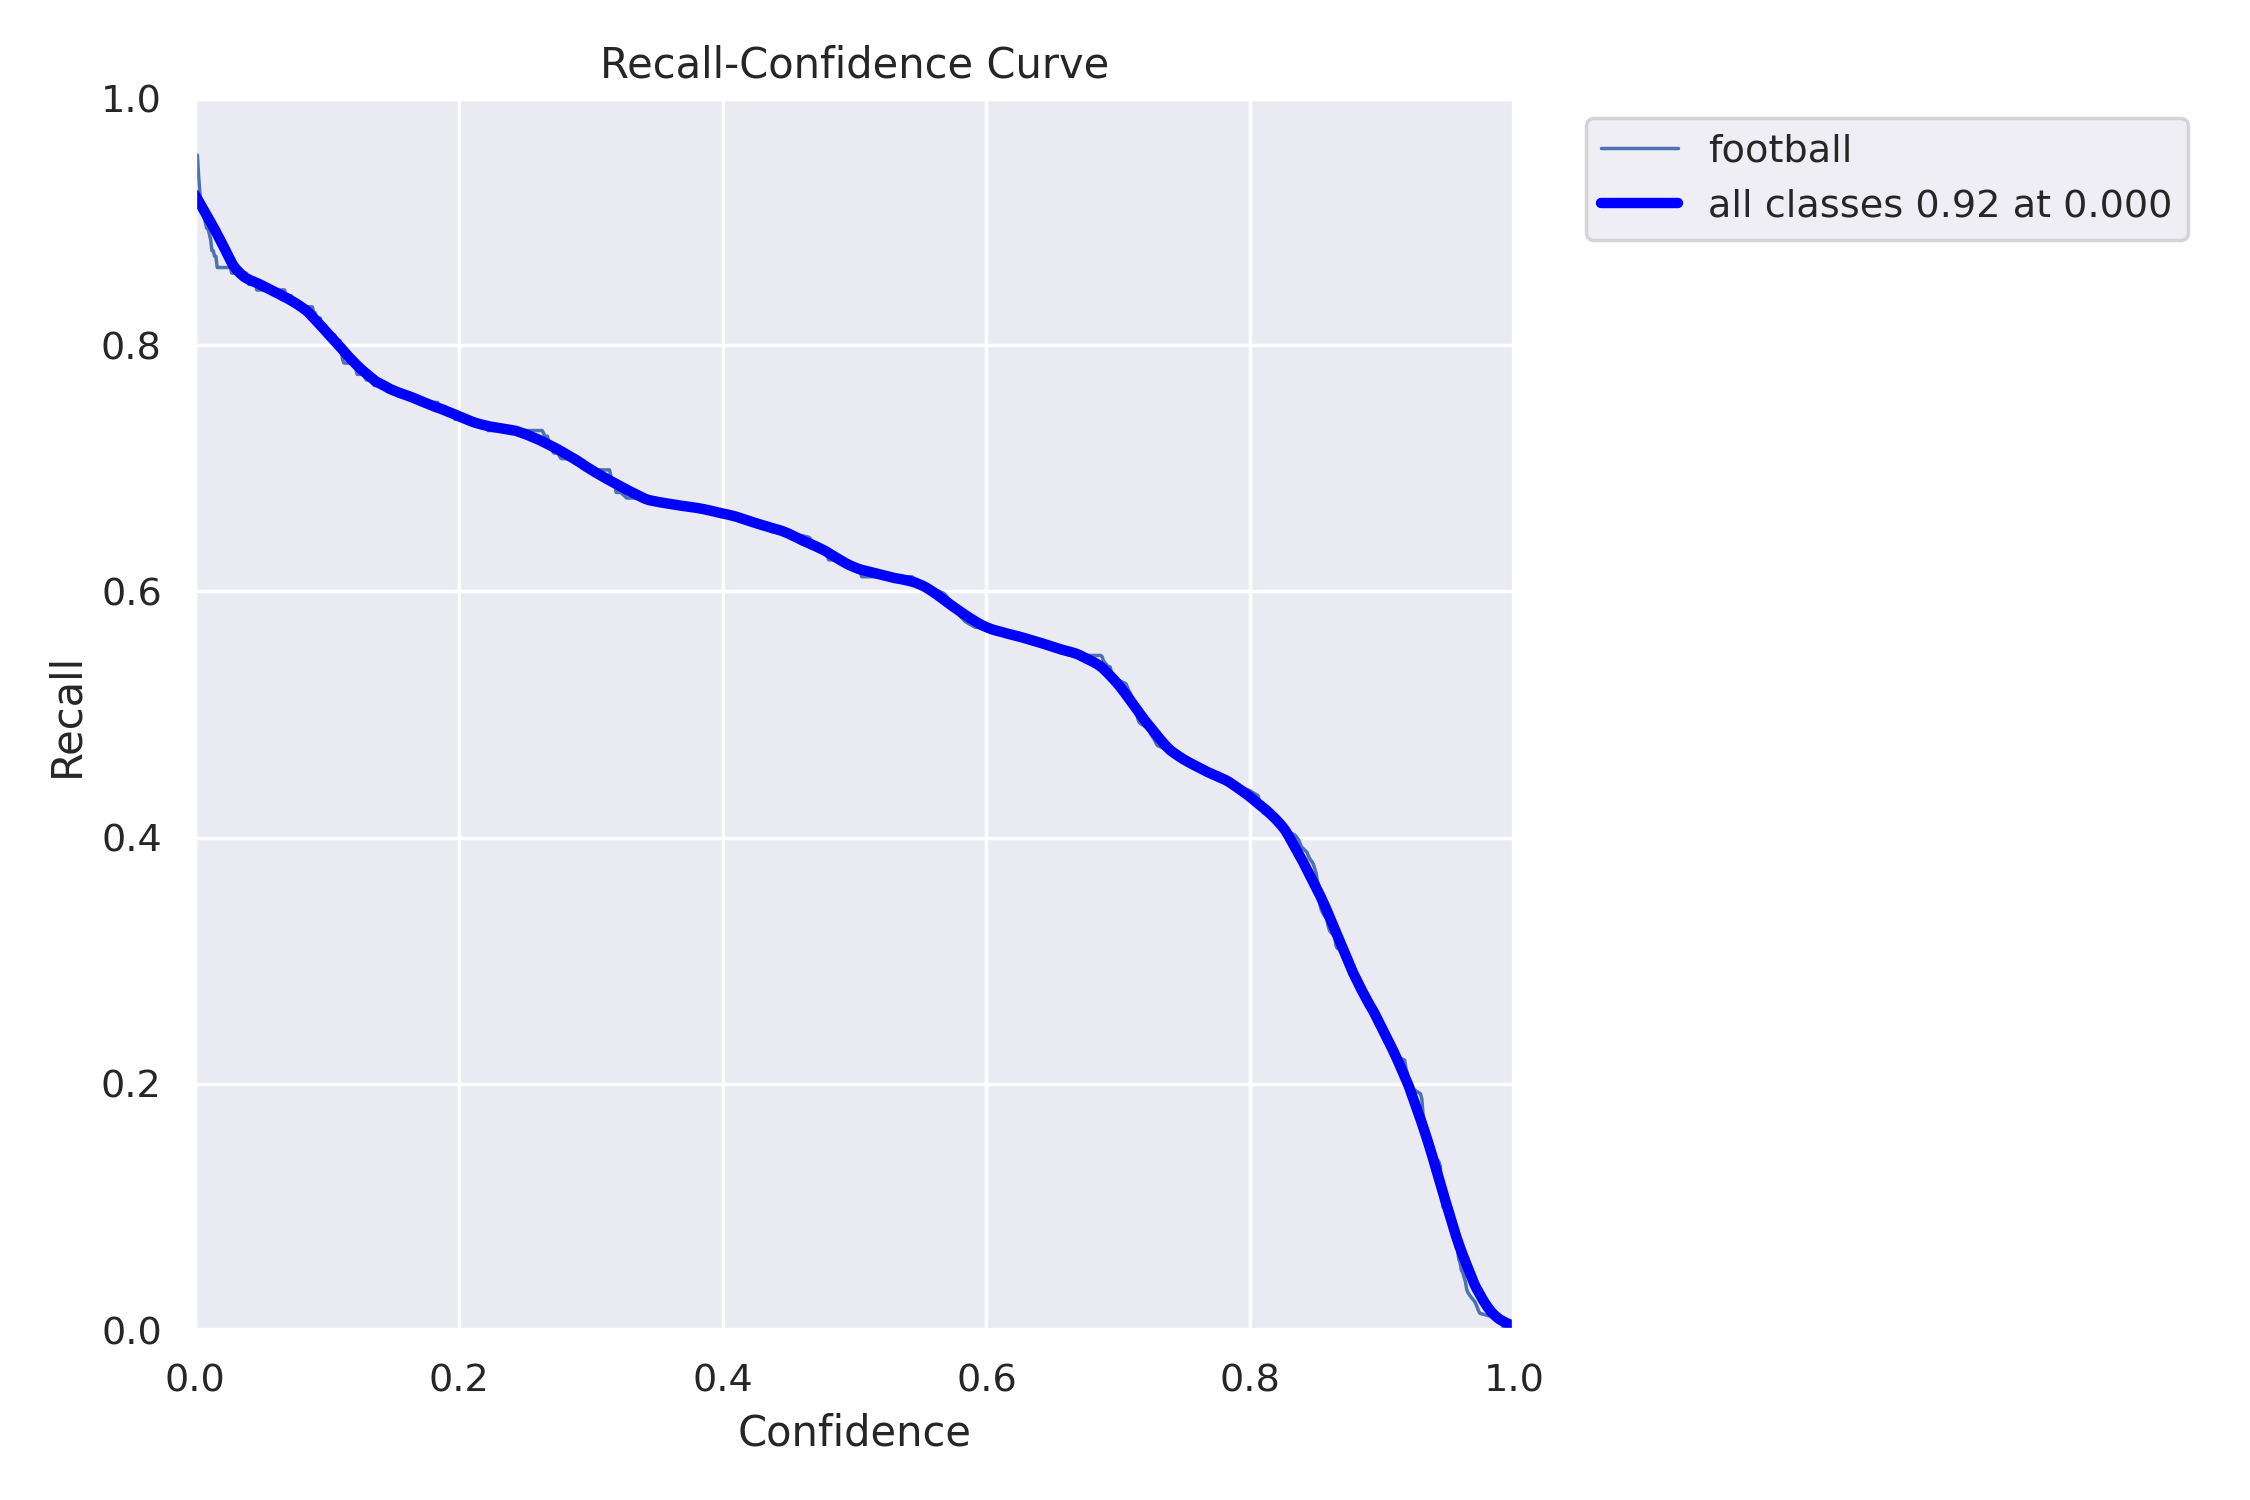 Recall-Confidence Curve
1.0
0.8
0.6
0.4
0.2
0.0
Recall
0.0 0.2 0.4 0.6 0.8 1.0
Confidence
football
all classes 0.92 at 0.000